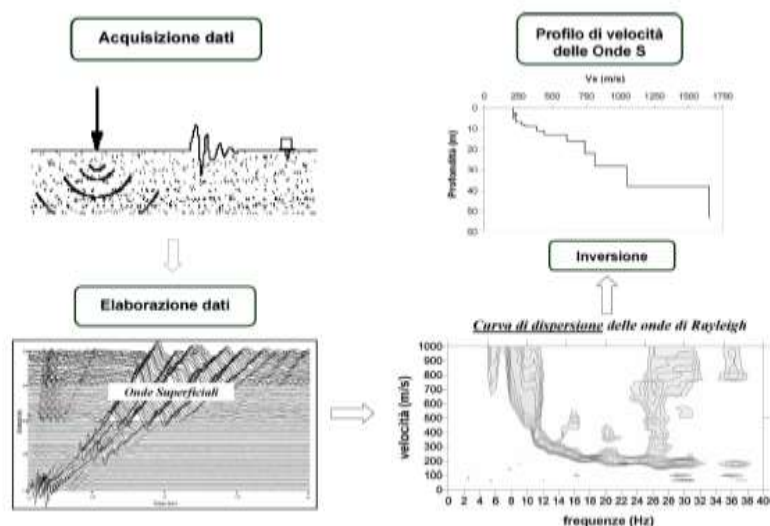 Acquisizione dati
Profilo di velocità
delle Onde S
Vs (m/s)
0 250 500 750 1000 1250 1500 1750
Profondità (m)
0
10
20
30
40
50
60
Inversione
Elaborazione dati
Onde Superficiali
Curva di dispersione delle onde di Rayleigh
velocità (m/s)
1000
900
800
700
600
500
400
300
200
100
0
0 2 4 6 8 10 12 14 16 18 20 22 24 26 28 30 32 34 36 38 40
frequenze (Hz)